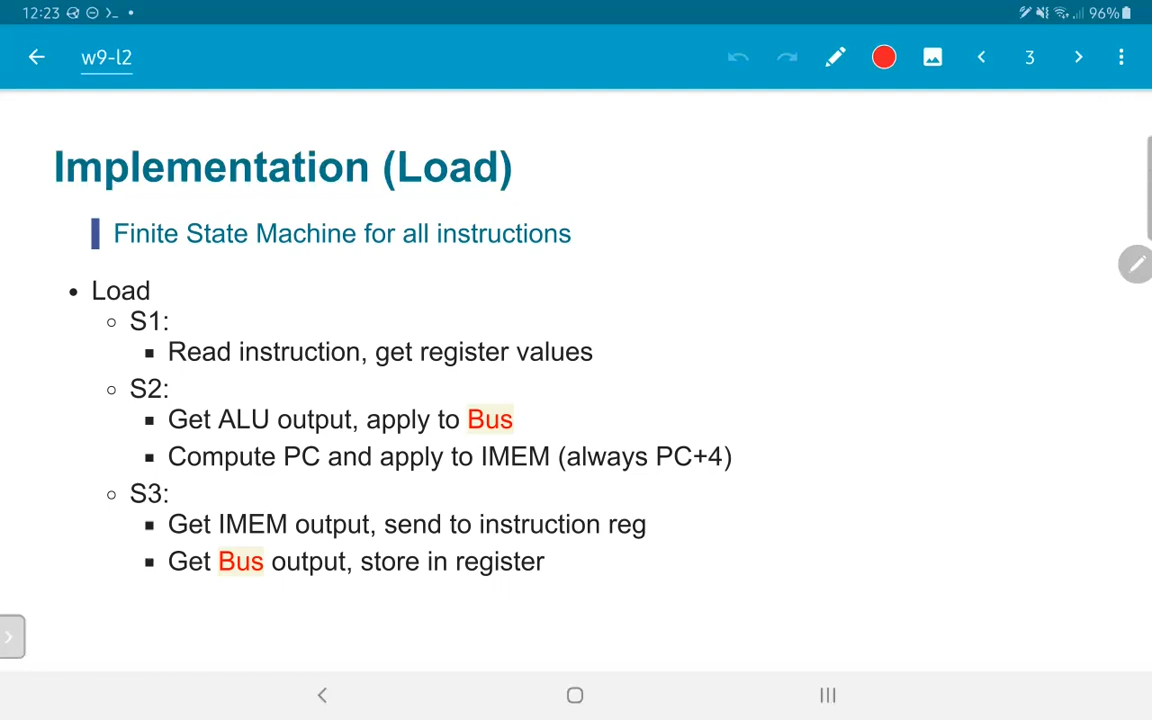 12:23 96%
w9-l2 3
Implementation (Load)
Finite State Machine for all instructions
• Load
○ S1:
▪ Read instruction, get register values
○ S2:
▪ Get ALU output, apply to Bus
▪ Compute PC and apply to IMEM (always PC+4)
○ S3:
▪ Get IMEM output, send to instruction reg
▪ Get Bus output, store in register